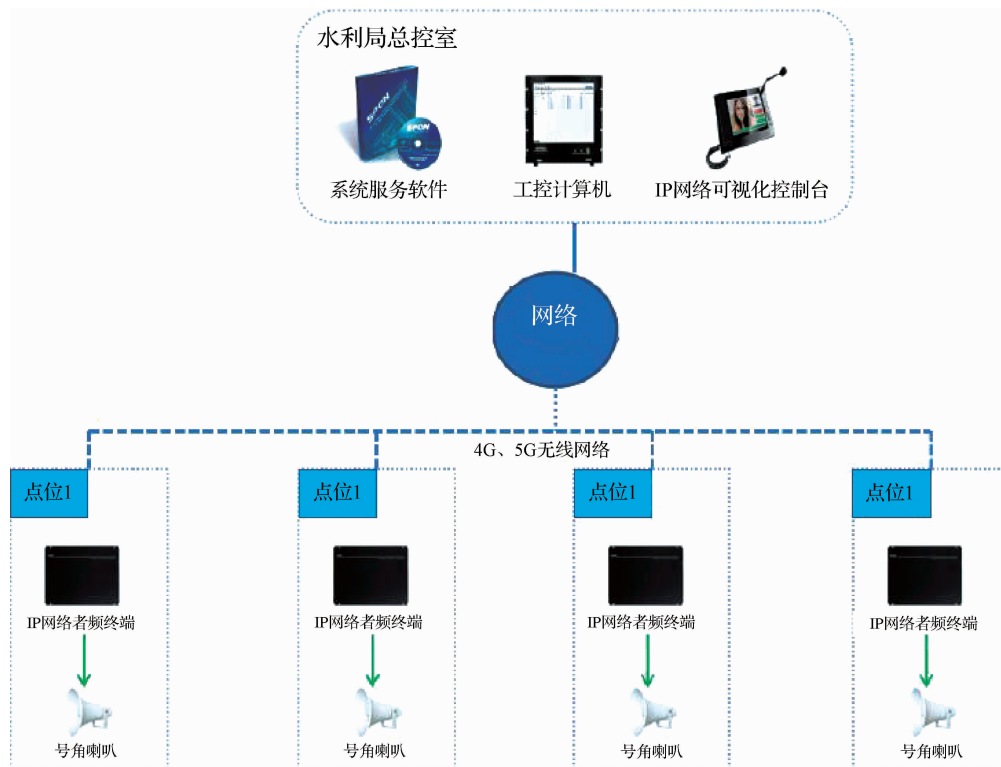 水利局总控室
SPON
SPON
系统服务软件
工控计算机
IP网络可视化控制台
网络
4G、5G无线网络
点位1
点位1
点位1
点位1
IP网络者频终端
IP网络者频终端
IP网络者频终端
IP网络者频终端
号角喇叭
号角喇叭
号角喇叭
号角喇叭